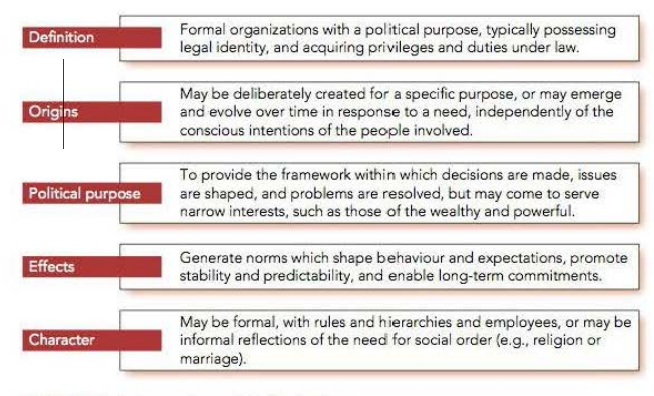 Definition
Formal organizations with a political purpose, typically possessing
legal identity, and acquiring privileges and duties under law.
Origins
May be deliberately created for a specific purpose, or may emerge
and evolve over time in response to a need, independently of the
conscious intentions of the people involved.
Political purpose
To provide the framework within which decisions are made, issues
are shaped, and problems are resolved, but may come to serve
narrow interests, such as those of the wealthy and powerful.
Effects
Generate norms which shape behaviour and expectations, promote
stability and predictability, and enable long-term commitments.
Character
May be formal, with rules and hierarchies and employees, or may be
informal reflections of the need for social order (e.g., religion or
marriage).